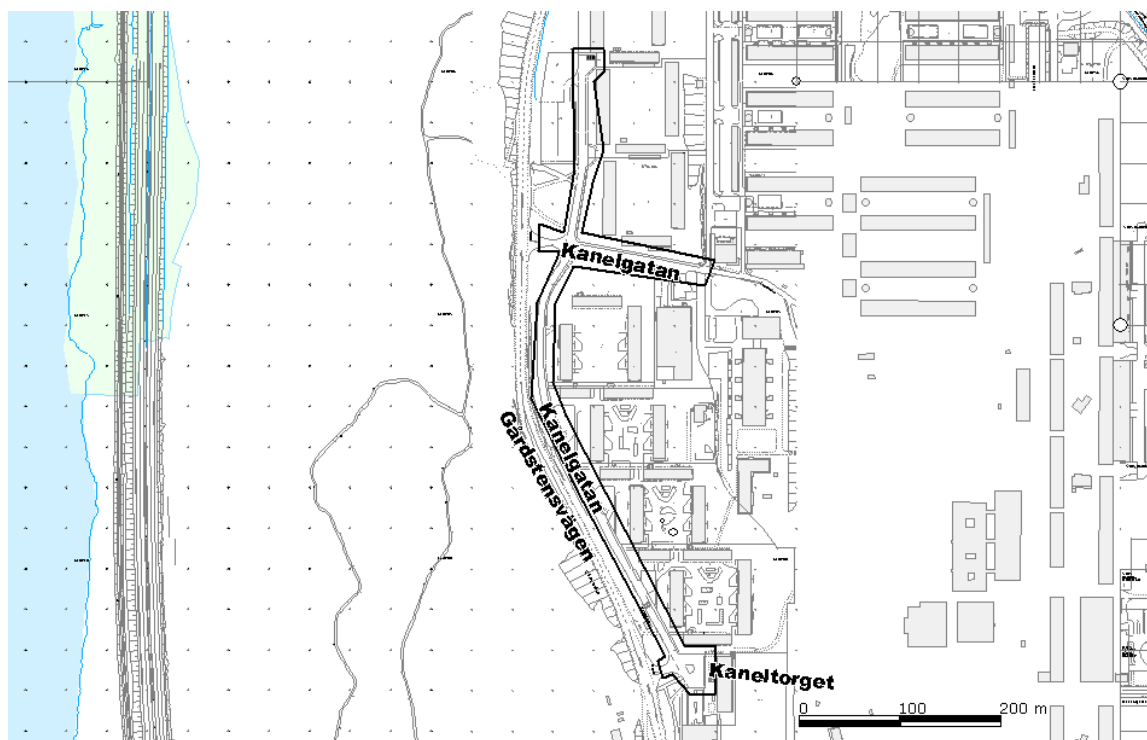 Kanelgatan
Kanelgatan
Gårdstensvägen
Kaneltorget
0 100 200 m